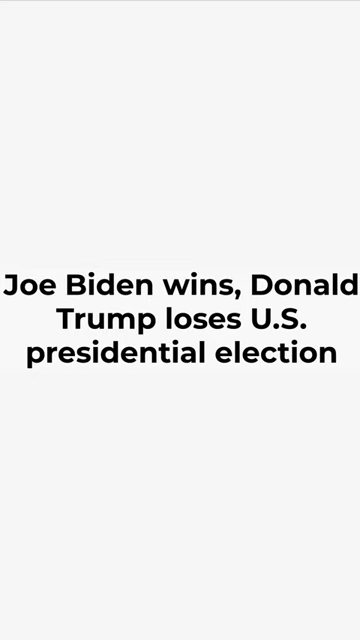 Joe Biden wins, Donald
Trump loses U.S.
presidential election